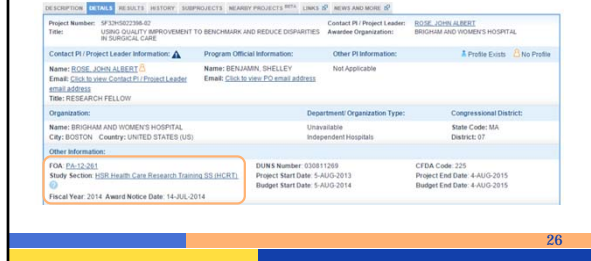 DESCRIPTION DETAILS RESULTS HISTORY SUBPROJECTS NEARBY PROJECTS BETA LINKS NEWS AND MORE
Project Number: 5F32HS022398-02 Contact PI / Project Leader: ROSE, JOHN ALBERT
Title: USING QUALITY IMPROVEMENT TO BENCHMARK AND REDUCE DISPARITIES IN SURGICAL CARE Awardee Organization: BRIGHAM AND WOMEN'S HOSPITAL
Contact PI / Project Leader Information: Program Official Information: Other PI Information: Profile Exists No Profile
Name: ROSE, JOHN ALBERT Name: BENJAMIN, SHELLEY Not Applicable
Email: Click to view Contact PI / Project Leader Email: Click to view PO email address
email address
Title: RESEARCH FELLOW
Organization: Department/ Organization Type: Congressional District:
Name: BRIGHAM AND WOMEN'S HOSPITAL Unavailable State Code: MA
City: BOSTON Country: UNITED STATES (US) Independent Hospitals District: 07
Other Information:
FOA: PA-12-261 DUNS Number: 030811269 CFDA Code: 225
Study Section: HSR Health Care Research Training SS (HCRT) Project Start Date: 5-AUG-2013 Project End Date: 4-AUG-2015
Budget Start Date: 5-AUG-2014 Budget End Date: 4-AUG-2015
Fiscal Year: 2014 Award Notice Date: 14-JUL-2014
26